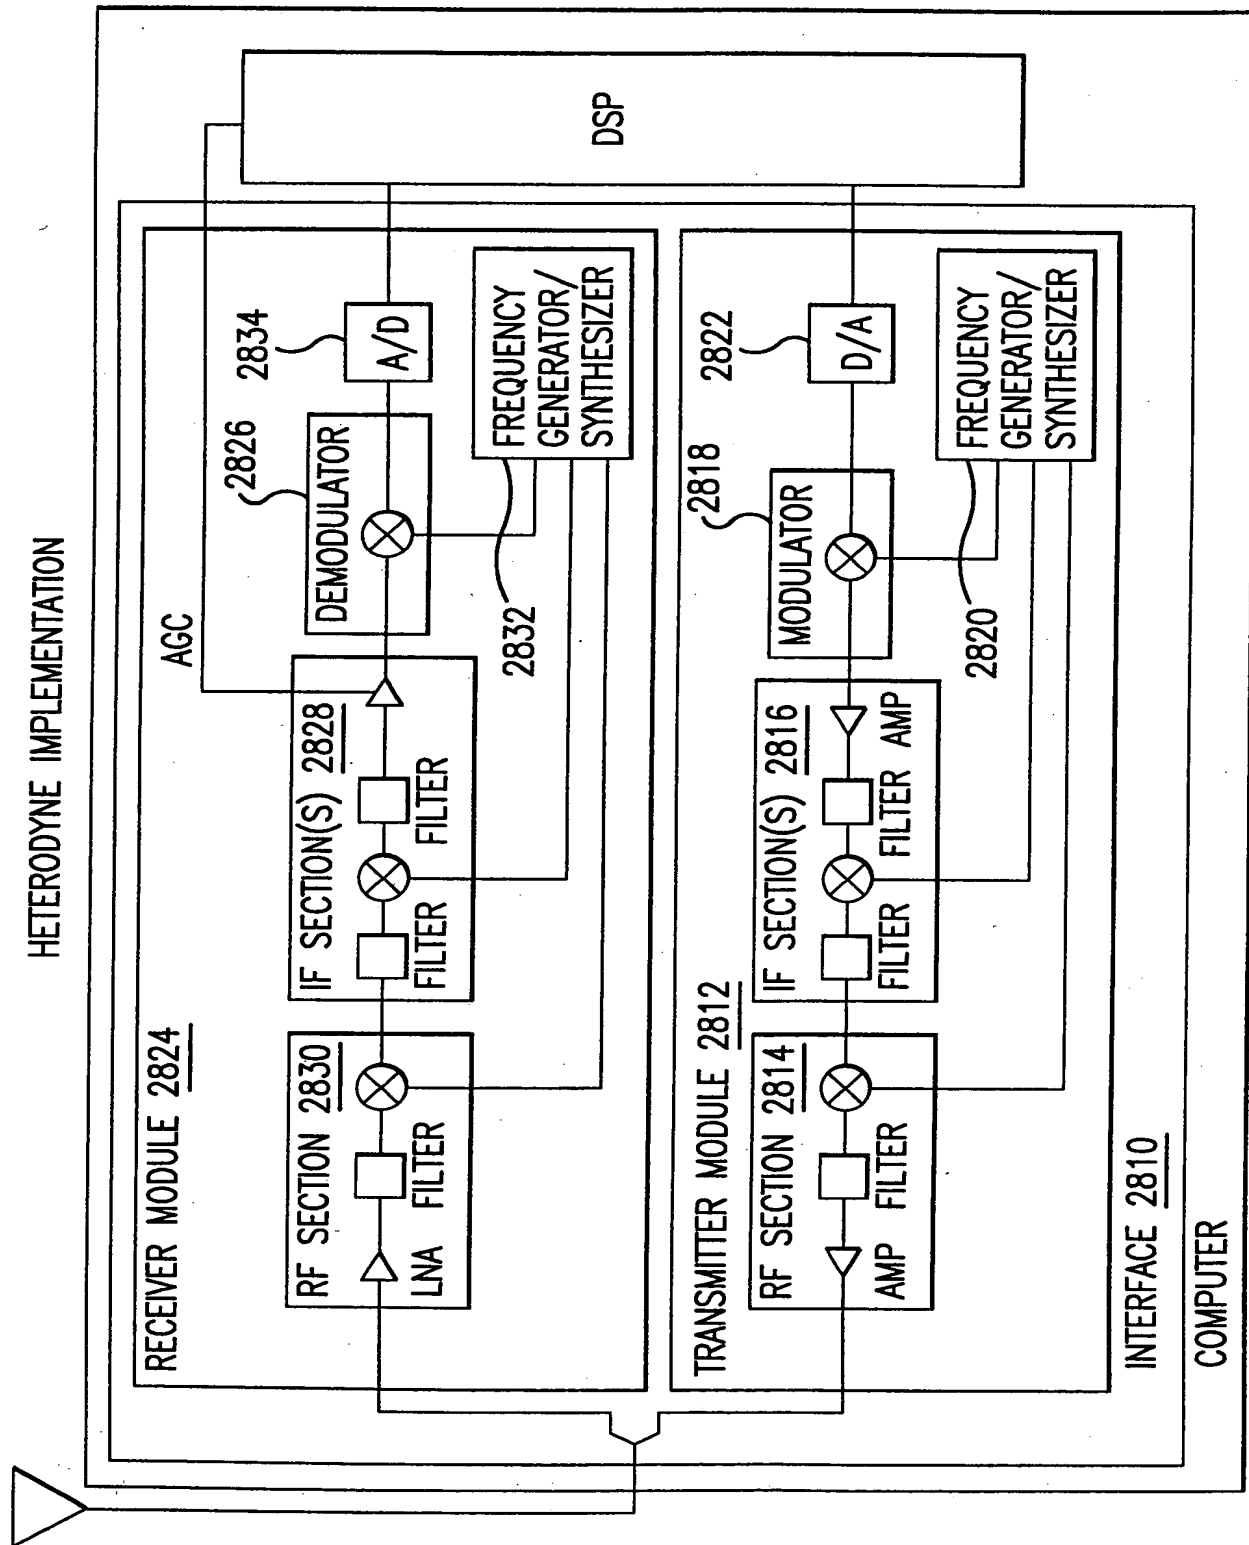 HETERODYNE IMPLEMENTATION
RECEIVER MODULE 2824
RF SECTION 2830
LNA
FILTER
IF SECTION(S) 2828
FILTER
FILTER
AGC
DEMODULATOR
2826
A/D
2834
FREQUENCY
GENERATOR/
SYNTHESIZER
2832
DSP
TRANSMITTER MODULE 2812
RF SECTION 2814
AMP
FILTER
IF SECTION(S) 2816
FILTER
FILTER
AMP
MODULATOR
2818
D/A
2822
FREQUENCY
GENERATOR/
SYNTHESIZER
2820
INTERFACE 2810
COMPUTER